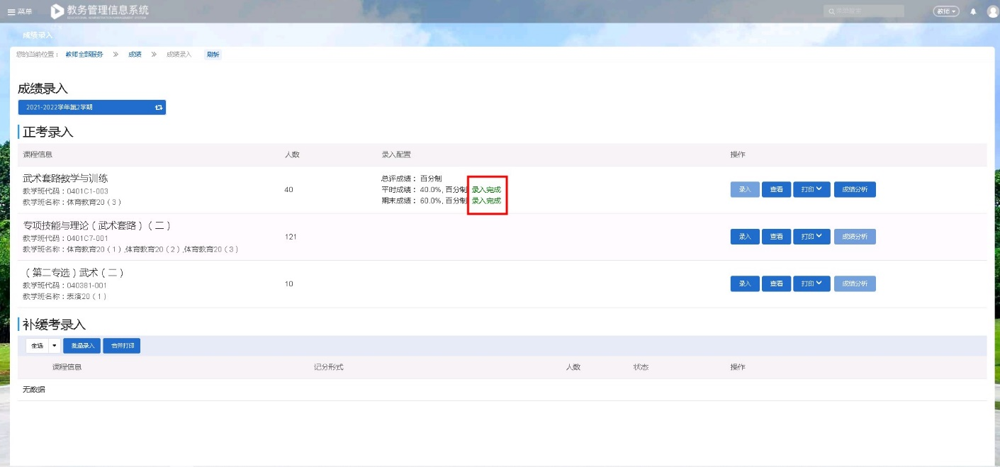 菜单
教务管理信息系统
教师
成绩录入
您的当前位置： 教师全部服务 》 成绩 》 成绩录入 刷新
成绩录入
2021-2022学年第2学期
正考录入
课程信息 人数 录入配置 操作
武术套路教学与训练
教学班代码：0401C1-003
教学班名称：体育教育20（3）
40
总评成绩： 百分制
平时成绩： 40.0%, 百分制 录入完成
期末成绩： 60.0%, 百分制 录入完成
录入 查看 打印 成绩分析
专项技能与理论（武术套路）（二）
教学班代码：0401C7-001
教学班名称：体育教育20（1）,体育教育20（2）,体育教育20（3）
121
录入 查看 打印 成绩分析
（第二专选）武术（二）
教学班代码：040381-001
教学班名称：表演20（1）
10
录入 查看 打印 成绩分析
补缓考录入
全选 批量录入 合并打印
课程信息 记分形式 人数 状态 操作
无数据